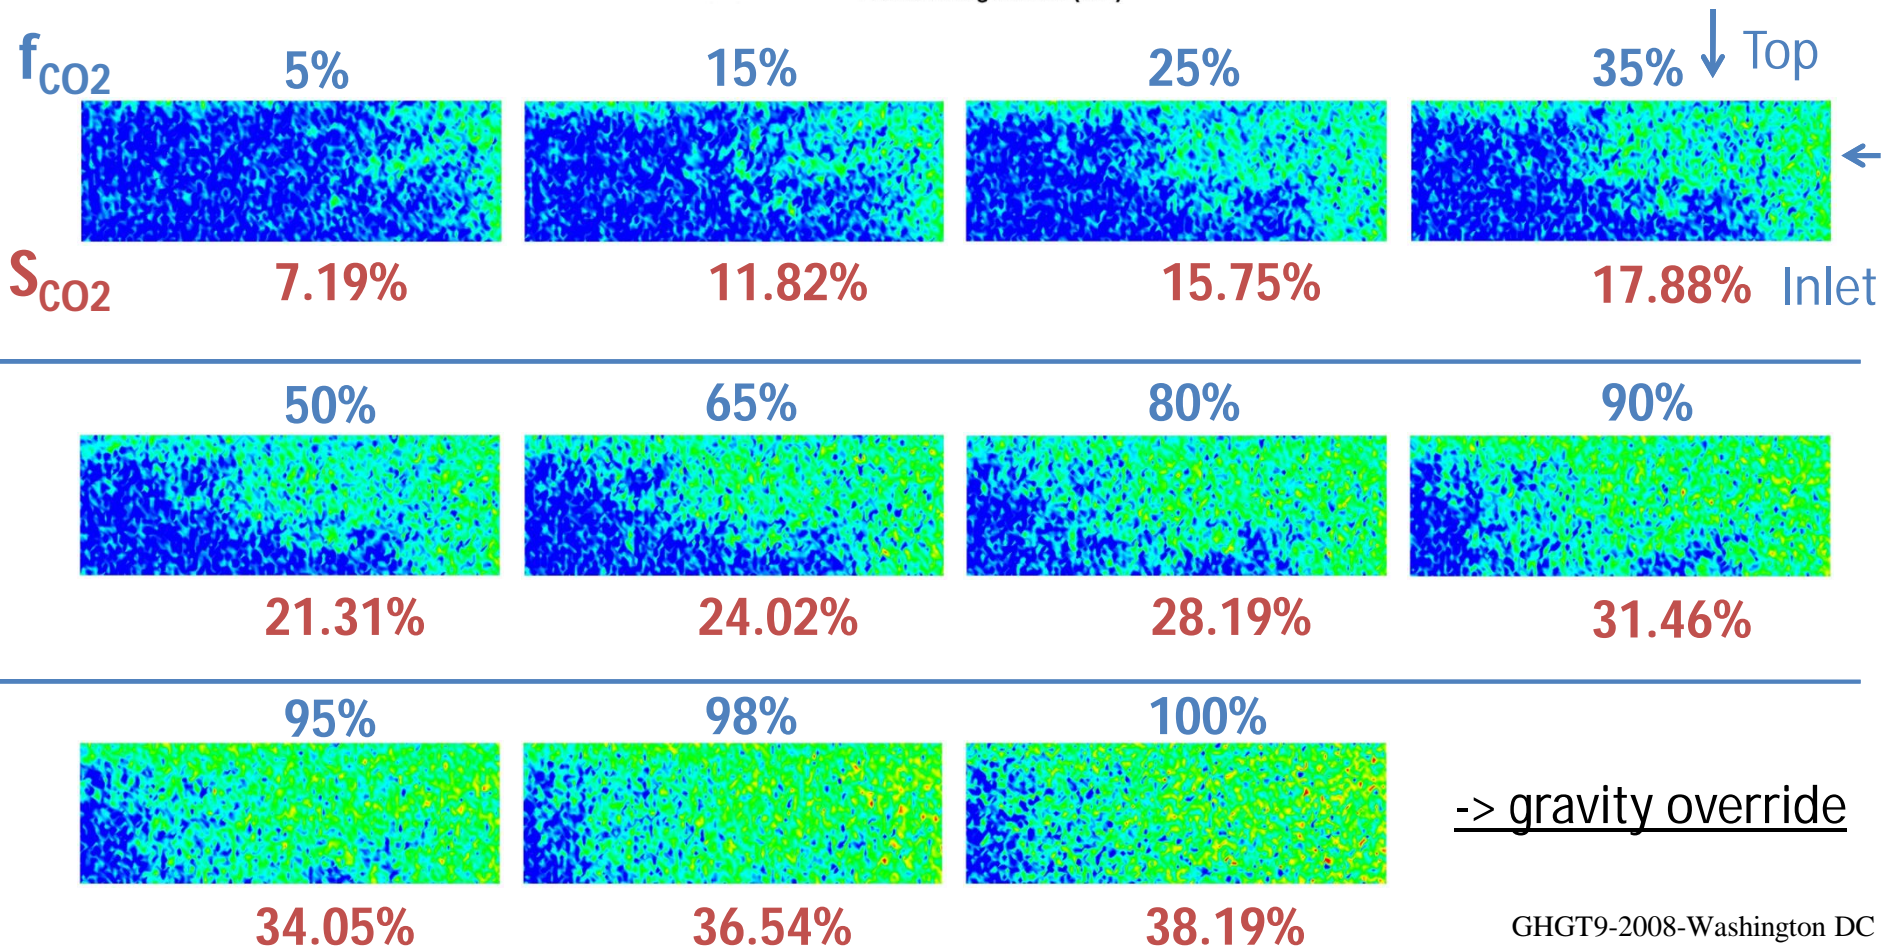 fCO2 5% 15% 25% 35% Top
SCO2 7.19% 11.82% 15.75% 17.88% Inlet
50% 65% 80% 90%
21.31% 24.02% 28.19% 31.46%
95% 98% 100%
-> gravity override
34.05% 36.54% 38.19%
GHGT9-2008-Washington DC